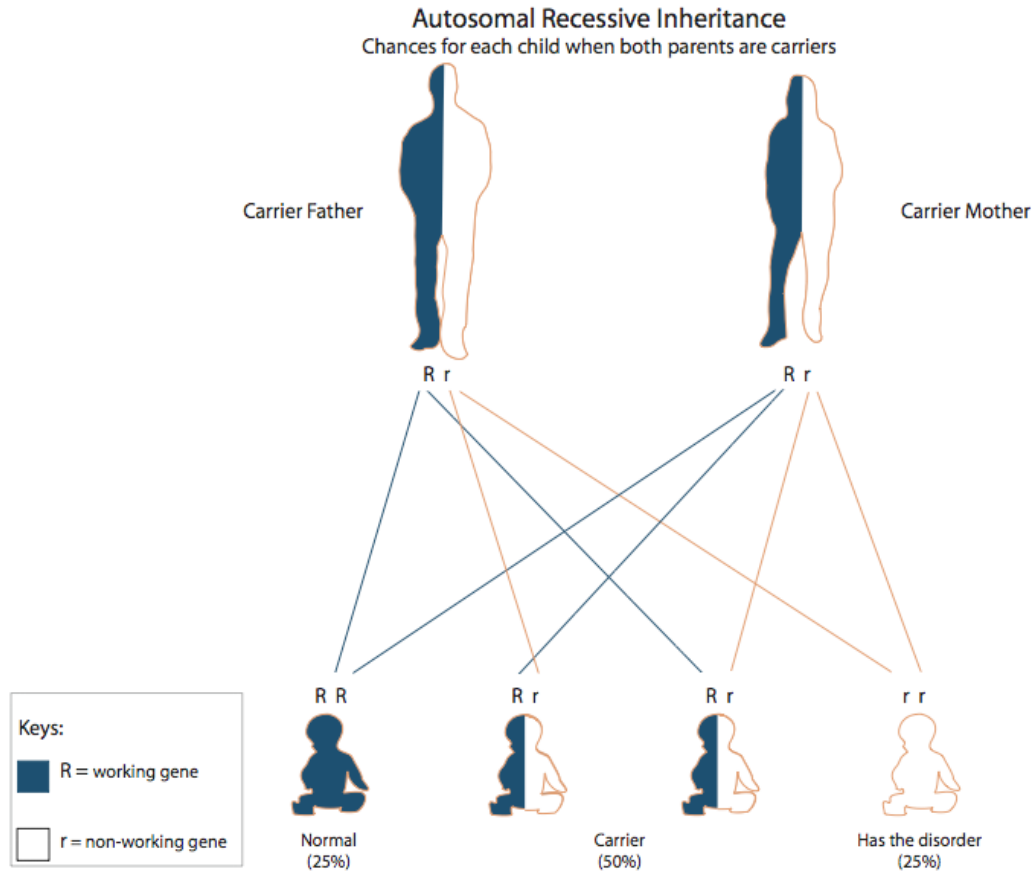 Autosomal Recessive Inheritance
Chances for each child when both parents are carriers
Carrier Father
Carrier Mother
R r
R r
R R
R r
R r
r r
Keys:
R = working gene
r = non-working gene
Normal
(25%)
Carrier
(50%)
Has the disorder
(25%)